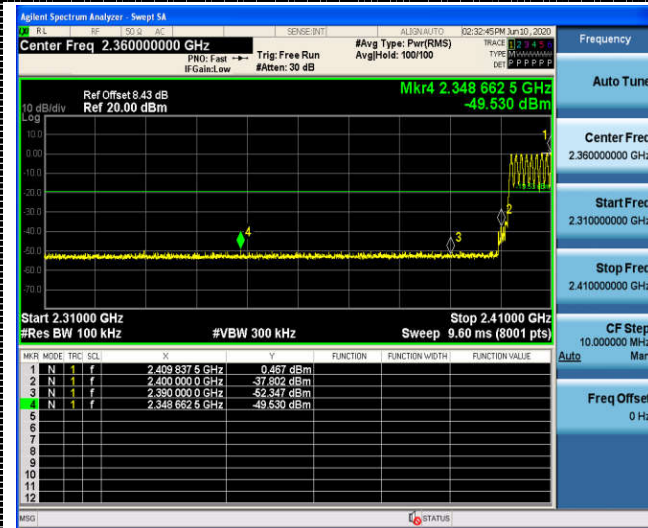 Agilent Spectrum Analyzer - Swept SA
RL RF 50 Ω AC SENSE:INT ALIGNAUTO 02:32:45PM Jun 10, 2020
Center Freq 2.360000000 GHz #Avg Type: Pwr(RMS) TRACE 1 2 3 4 5 6
PNO: Fast Trig: Free Run Avg|Hold: 100/100 TYPE M
IFGain:Low #Atten: 30 dB DET P P P P P P
Mkr4 2.348 662 5 GHz
-49.530 dBm
Ref Offset 8.43 dB
10 dB/div Ref 20.00 dBm
Log
10.0
0.00
-10.0
-20.0
-30.0
-40.0
-50.0
-60.0
-70.0
1
2
3
4
Start 2.31000 GHz Stop 2.41000 GHz
#Res BW 100 kHz #VBW 300 kHz Sweep 9.60 ms (8001 pts)
MKR MODE TRC SCL X Y FUNCTION FUNCTION WIDTH FUNCTION VALUE
1 N 1 f 2.409 837 5 GHz 0.467 dBm
2 N 1 f 2.400 000 0 GHz -37.802 dBm
3 N 1 f 2.390 000 0 GHz -52.347 dBm
4 N 1 f 2.348 662 5 GHz -49.530 dBm
5
6
7
8
9
10
11
12
MSG STATUS
Frequency
Auto Tune
Center Freq
2.360000000 GHz
Start Freq
2.310000000 GHz
Stop Freq
2.410000000 GHz
CF Step
10.000000 MHz
Auto Man
Freq Offset
0 Hz